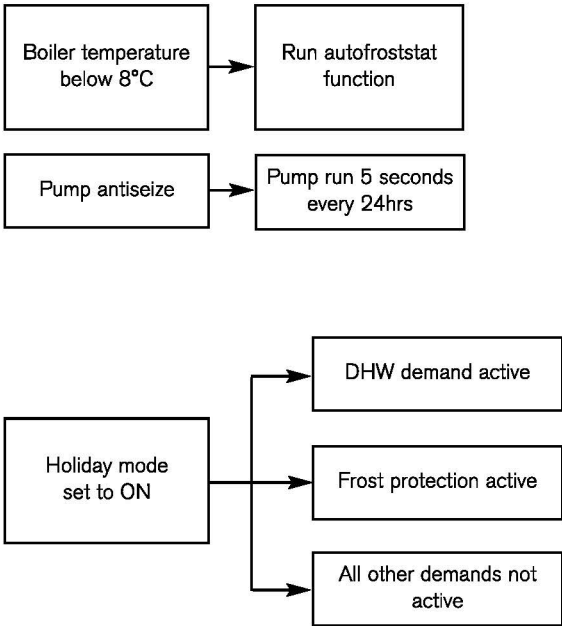 Boiler temperature
below 8°C
Run autofroststat
function
Pump antiseize
Pump run 5 seconds
every 24hrs
Holiday mode
set to ON
DHW demand active
Frost protection active
All other demands not
active